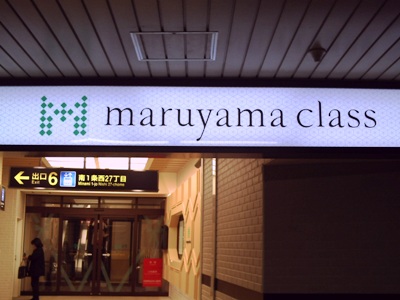 maruyama class
出口 6 南1条西27丁目
Exit Minami 1-jo Nishi 27-chome